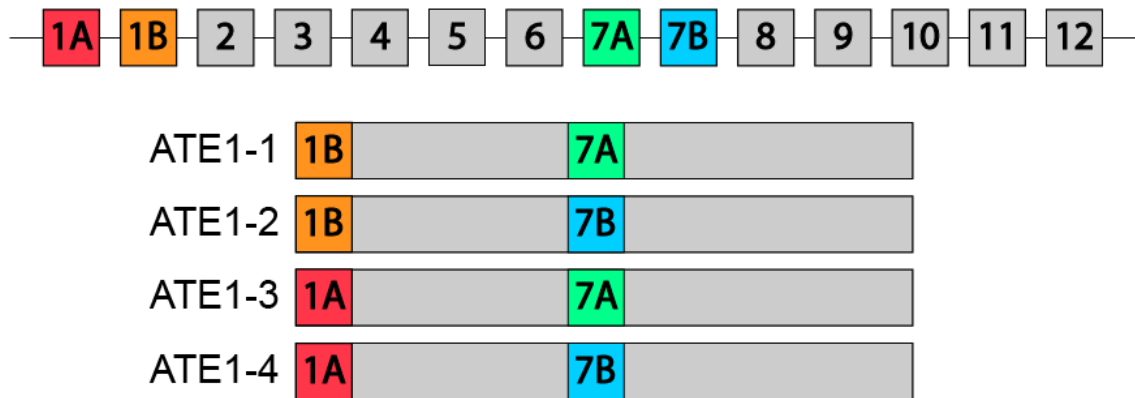 1A 1B 2 3 4 5 6 7A 7B 8 9 10 11 12
ATE1-1 1B 7A
ATE1-2 1B 7B
ATE1-3 1A 7A
ATE1-4 1A 7B